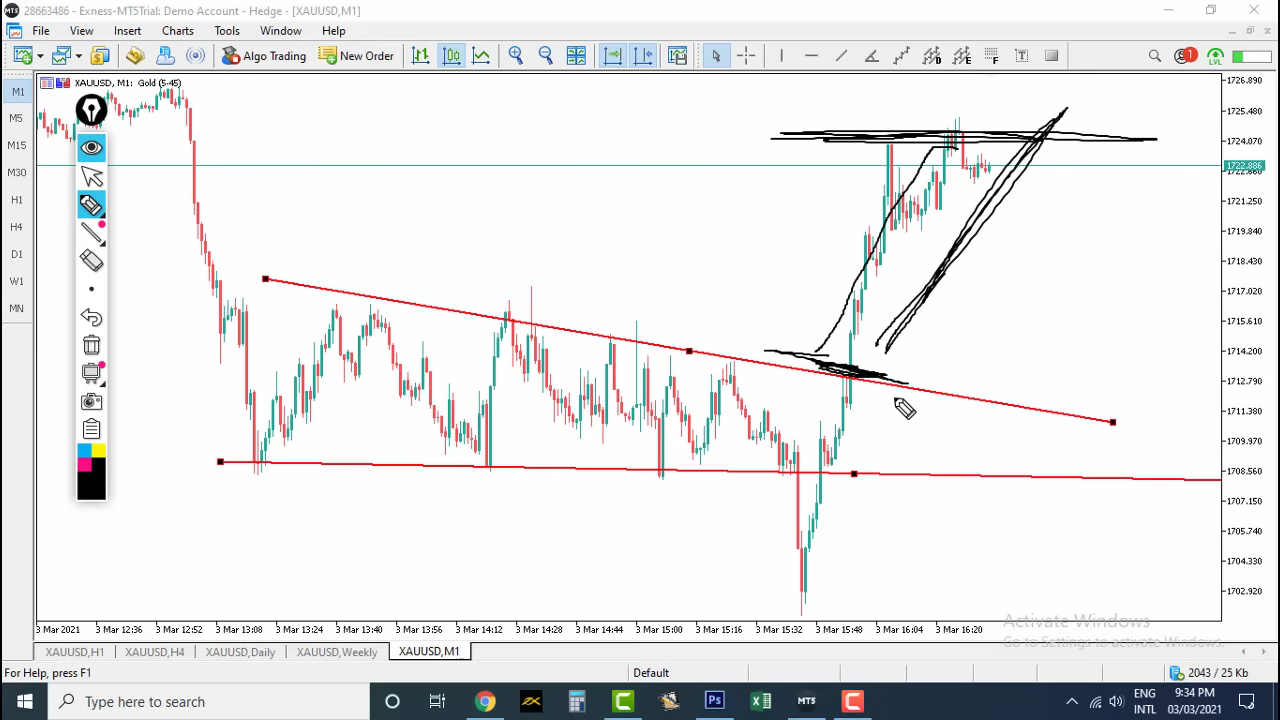 28663486 - Exness-MT5Trial: Demo Account - Hedge - [XAUUSD,M1]
File View Insert Charts Tools Window Help
Algo Trading New Order 1 LVL
XAUUSD, M1: Gold (5-45)
M1
M5
M15
M30
H1
H4
D1
W1
MN
1726.890
1725.480
1724.070
1722.886
1721.250
1719.840
1718.430
1717.020
1715.610
1714.200
1712.790
1711.380
1709.970
1708.560
1707.150
1705.740
1704.330
1702.920
3 Mar 2021 3 Mar 12:36 3 Mar 12:52 3 Mar 13:08 3 Mar 13:24 3 Mar 13:40 3 Mar 13:56 3 Mar 14:12 3 Mar 14:28 3 Mar 14:44 3 Mar 15:00 3 Mar 15:16 3 Mar 15:32 3 Mar 15:48 3 Mar 16:04 3 Mar 16:20
Activate Windows
Go to Settings to activate Windows.
XAUUSD,H1 XAUUSD,H4 XAUUSD,Daily XAUUSD,Weekly XAUUSD,M1
For Help, press F1 Default 2043 / 25 Kb
Type here to search Ps MT5 ENG INTL 9:34 PM 03/03/2021